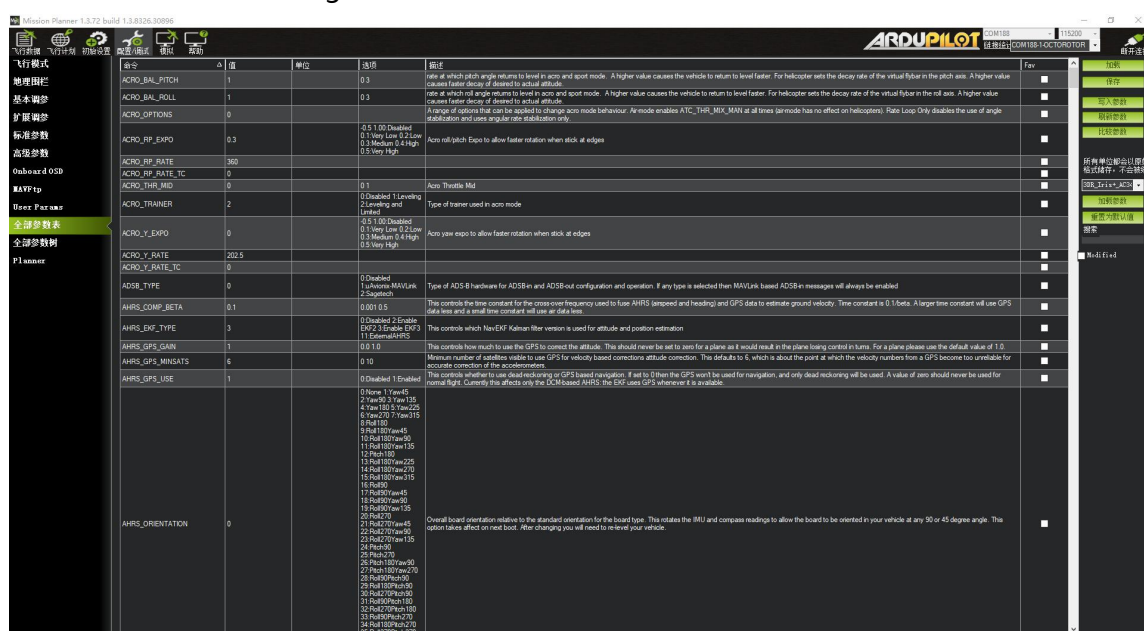 Mission Planner 1.3.72 build 1.3.8326.30896
飞行数据 飞行计划 初始设置 配置/调试 模拟 帮助
ARDUPILOT
COM188 115200
链接统计 COM188-1-OCTOROTOR
断开连
飞行模式
地理围栏
基本调参
扩展调参
标准参数
高级参数
Onboard OSD
MAVFtp
User Params
全部参数表
全部参数树
Planner
命令 值 单位 选项 描述 Fav
ACRO_BAL_PITCH 1 0 3 rate at which pitch angle returns to level in acro and sport mode. A higher value causes the vehicle to return to level faster. For helicopter sets the decay rate of the virtual flybar in the pitch axis. A higher value
causes faster decay of desired to actual attitude.
ACRO_BAL_ROLL 1 0 3 rate at which roll angle returns to level in acro and sport mode. A higher value causes the vehicle to return to level faster. For helicopter sets the decay rate of the virtual flybar in the roll axis. A higher value
causes faster decay of desired to actual attitude.
ACRO_OPTIONS 0 A range of options that can be applied to change acro mode behaviour. Air-mode enables ATC_THR_MIX_MAN at all times (air-mode has no effect on helicopters). Rate Loop Only disables the use of angle
stabilization and uses angular rate stabilization only.
ACRO_RP_EXPO 0.3 -0.5 1.0 0:Disabled
0.1:Very Low 0.2:Low
0.3:Medium 0.4:High
0.5:Very High
Acro roll/pitch Expo to allow faster rotation when stick at edges
ACRO_RP_RATE 360
ACRO_RP_RATE_TC 0
ACRO_THR_MID 0 0 1 Acro Throttle Mid
ACRO_TRAINER 2 0:Disabled 1:Leveling
2:Leveling and
Limited
Type of trainer used in acro mode
ACRO_Y_EXPO 0 -0.5 1.0 0:Disabled
0.1:Very Low 0.2:Low
0.3:Medium 0.4:High
0.5:Very High
Acro yaw expo to allow faster rotation when stick at edges
ACRO_Y_RATE 202.5
ACRO_Y_RATE_TC 0
ADSB_TYPE 0 0:Disabled
1:uAvionix-MAVLink
2:Sagetech
Type of ADS-B hardware for ADSB-in and ADSB-out configuration and operation. If any type is selected then MAVLink based ADSB-in messages will always be enabled
AHRS_COMP_BETA 0.1 0.001 0.5 This controls the time constant for the cross-over frequency used to fuse AHRS (airspeed and heading) and GPS data to estimate ground velocity. Time constant is 0.1/beta. A larger time constant will use GPS
data less and a small time constant will use air data less.
AHRS_EKF_TYPE 3 0:Disabled 2:Enable
EKF2 3:Enable EKF3
11:ExternalAHRS
This controls which NavEKF Kalman filter version is used for attitude and position estimation
AHRS_GPS_GAIN 1 0.0 1.0 This controls how much to use the GPS to correct the attitude. This should never be set to zero for a plane as it would result in the plane losing control in turns. For a plane please use the default value of 1.0.
AHRS_GPS_MINSATS 6 0 10 Minimum number of satellites visible to use GPS for velocity based corrections attitude correction. This defaults to 6, which is about the point at which the velocity numbers from a GPS become too unreliable for
accurate correction of the accelerometers.
AHRS_GPS_USE 1 0:Disabled 1:Enabled This controls whether to use dead-reckoning or GPS based navigation. If set to 0 then the GPS won't be used for navigation, and only dead reckoning will be used. A value of zero should never be used for
normal flight. Currently this affects only the DCM-based AHRS: the EKF uses GPS whenever it is available.
AHRS_ORIENTATION 0 0:None 1:Yaw45
2:Yaw90 3:Yaw135
4:Yaw180 5:Yaw225
6:Yaw270 7:Yaw315
8:Roll180
9:Roll180Yaw45
10:Roll180Yaw90
11:Roll180Yaw135
12:Pitch180
13:Roll180Yaw225
14:Roll180Yaw270
15:Roll180Yaw315
16:Roll90
17:Roll90Yaw45
18:Roll90Yaw90
19:Roll90Yaw135
20:Roll270
21:Roll270Yaw45
22:Roll270Yaw90
23:Roll270Yaw135
24:Pitch90
25:Pitch270
26:Pitch180Yaw90
27:Pitch180Yaw270
28:Roll90Pitch90
29:Roll180Pitch90
30:Roll270Pitch90
31:Roll90Pitch180
32:Roll270Pitch180
33:Roll90Pitch270
34:Roll180Pitch270
Overall board orientation relative to the standard orientation for the board type. This rotates the IMU and compass readings to allow the board to be oriented in your vehicle at any 90 or 45 degree angle. This
option takes affect on next boot. After changing you will need to re-level your vehicle.
加载
保存
写入参数
刷新参数
比较参数
所有单位都会以原
格式储存，不会被
3DR_Iris+_AC34
加载参数
重置为默认值
搜索
Modified